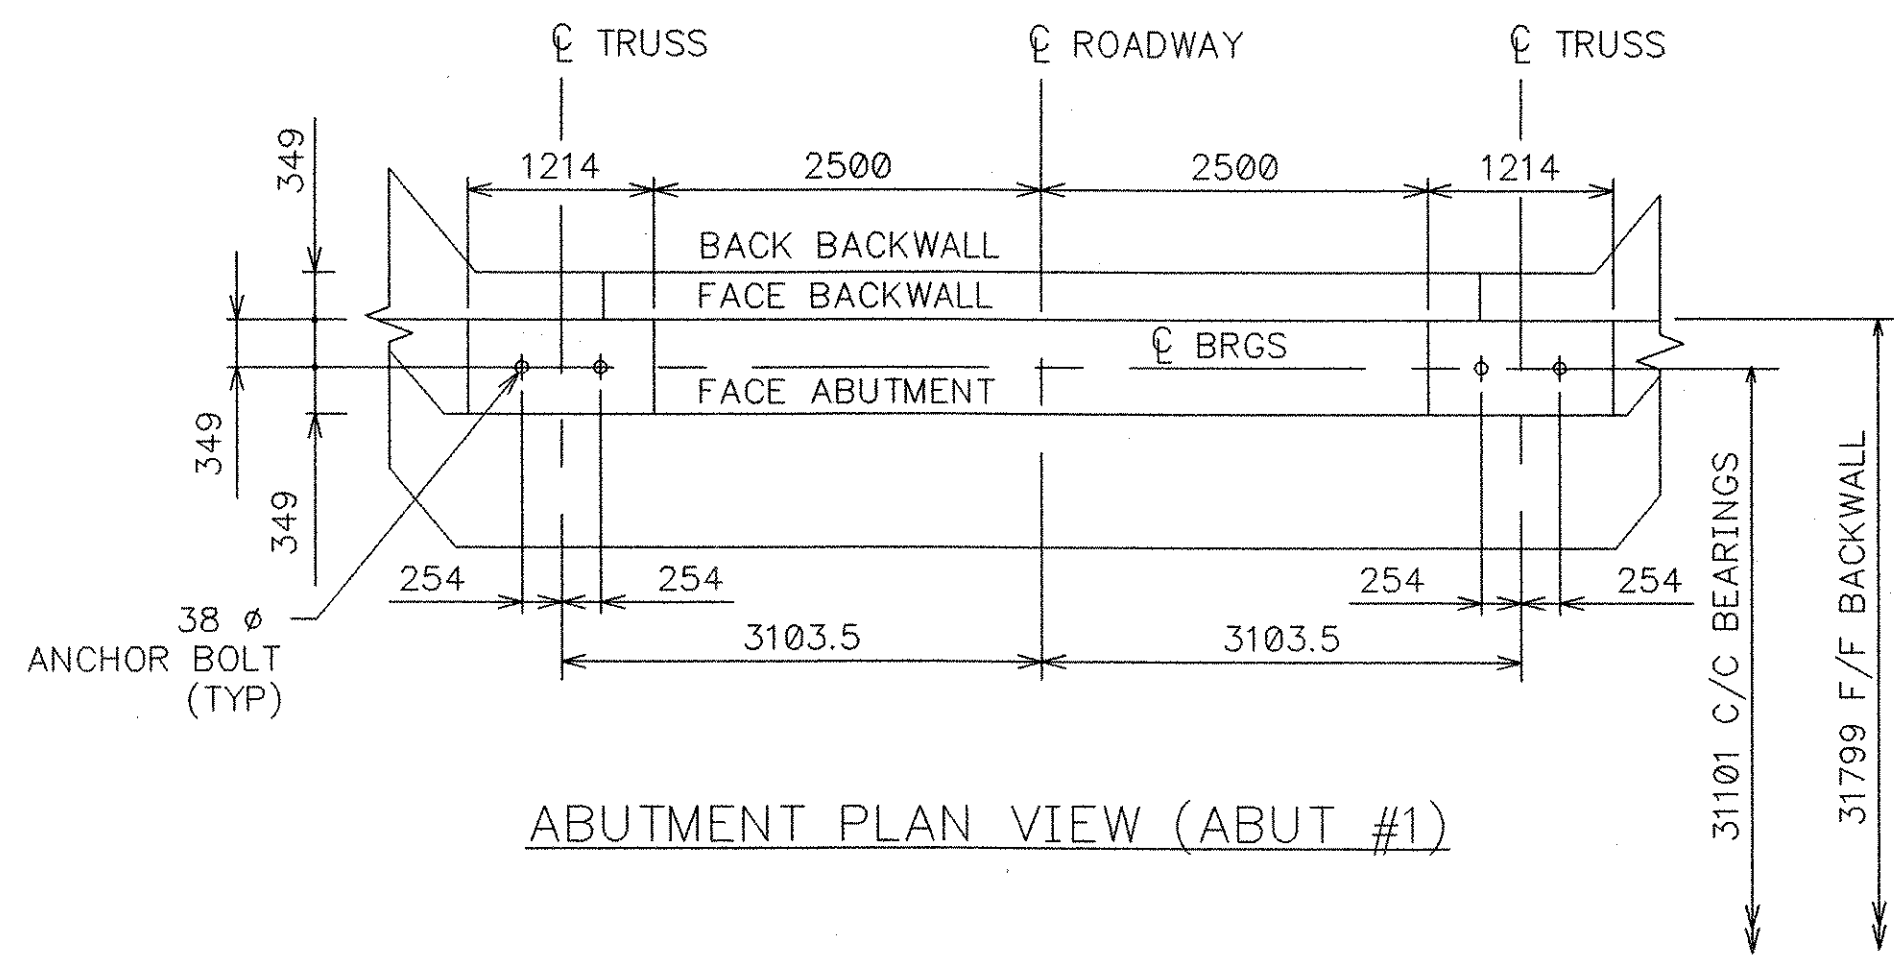 ℄ TRUSS
℄ ROADWAY
℄ TRUSS
349
1214
2500
2500
1214
BACK BACKWALL
FACE BACKWALL
℄ BRGS
FACE ABUTMENT
349
349
254
254
254
254
38 ø
ANCHOR BOLT
(TYP)
3103.5
3103.5
31101 C/C BEARINGS
31799 F/F BACKWALL
ABUTMENT PLAN VIEW (ABUT #1)